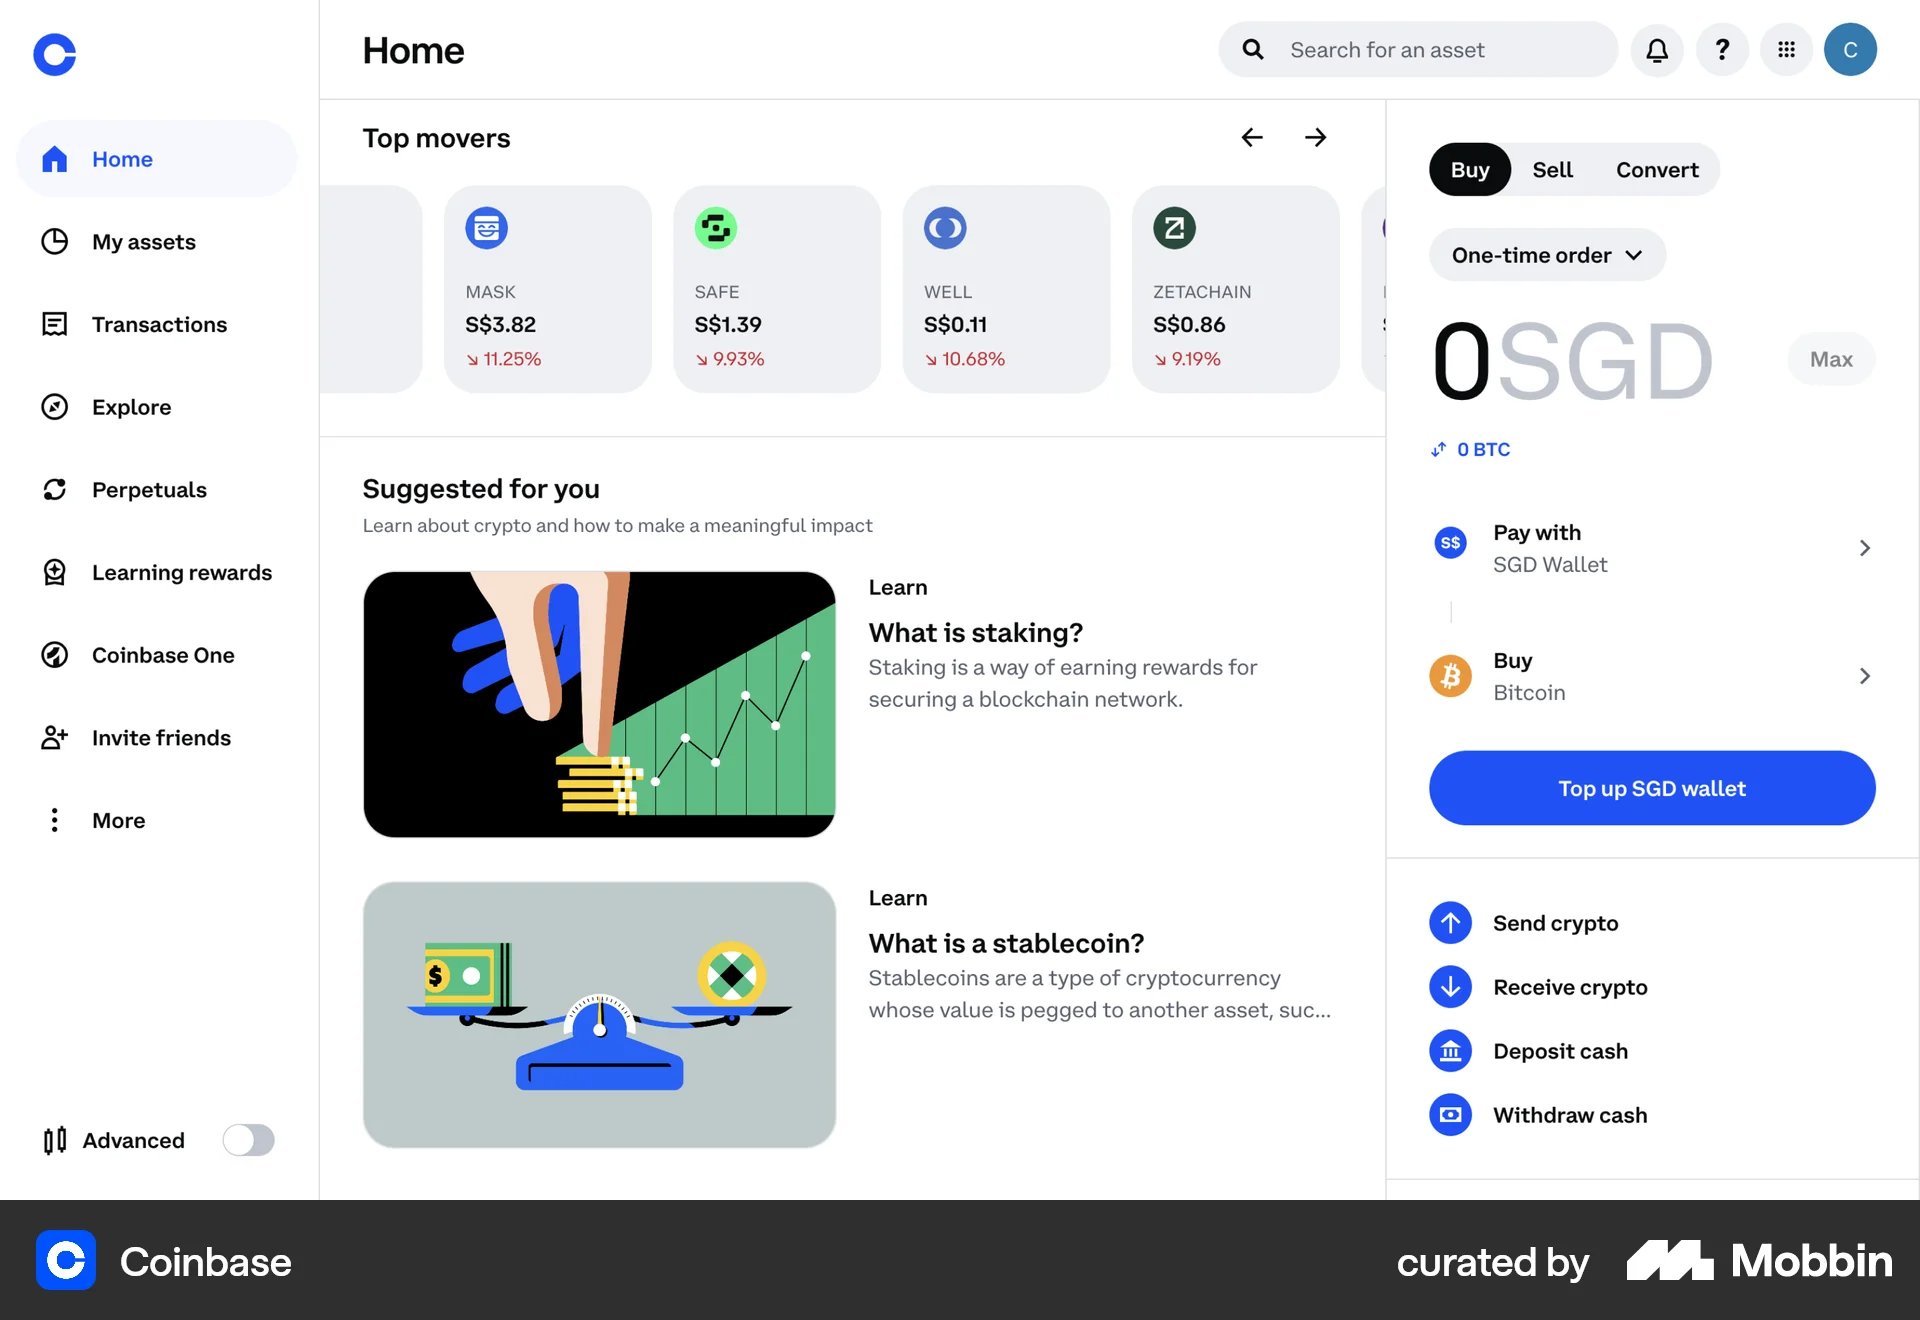 Home
Search for an asset
?
C
Home
My assets
Transactions
Explore
Perpetuals
Learning rewards
Coinbase One
Invite friends
More
Advanced
Top movers
MASK
S$3.82
↘ 11.25%
SAFE
S$1.39
↘ 9.93%
WELL
S$0.11
↘ 10.68%
ZETACHAIN
S$0.86
↘ 9.19%
Suggested for you
Learn about crypto and how to make a meaningful impact
Learn
What is staking?
Staking is a way of earning rewards for
securing a blockchain network.
$
Learn
What is a stablecoin?
Stablecoins are a type of cryptocurrency
whose value is pegged to another asset, suc...
Buy Sell Convert
One-time order
0SGD
Max
0 BTC
S$
Pay with
SGD Wallet
Buy
Bitcoin
Top up SGD wallet
Send crypto
Receive crypto
Deposit cash
Withdraw cash
Coinbase
curated by Mobbin